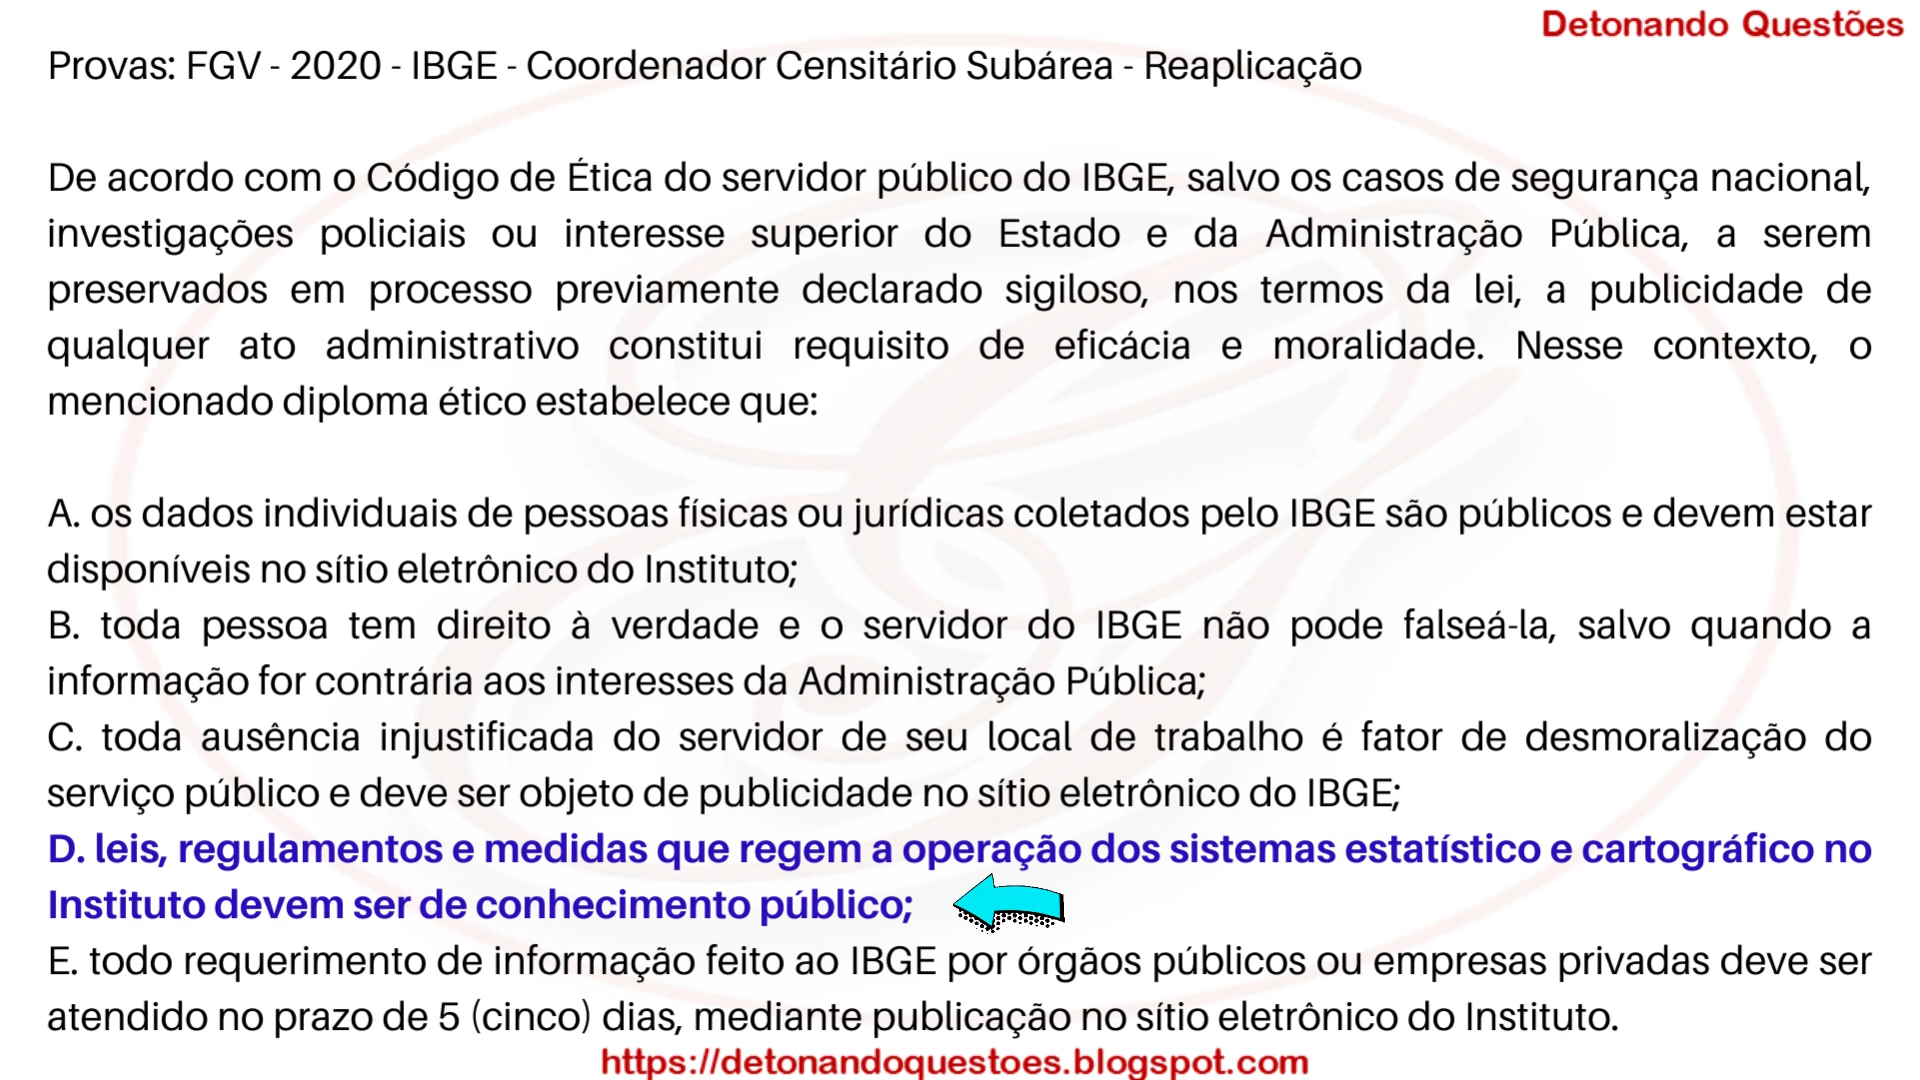 Detonando Questões
Provas: FGV - 2020 - IBGE - Coordenador Censitário Subárea - Reaplicação
De acordo com o Código de Ética do servidor público do IBGE, salvo os casos de segurança nacional,
investigações policiais ou interesse superior do Estado e da Administração Pública, a serem
preservados em processo previamente declarado sigiloso, nos termos da lei, a publicidade de
qualquer ato administrativo constitui requisito de eficácia e moralidade. Nesse contexto, o
mencionado diploma ético estabelece que:
A. os dados individuais de pessoas físicas ou jurídicas coletados pelo IBGE são públicos e devem estar
disponíveis no sítio eletrônico do Instituto;
B. toda pessoa tem direito à verdade e o servidor do IBGE não pode falseá-la, salvo quando a
informação for contrária aos interesses da Administração Pública;
C. toda ausência injustificada do servidor de seu local de trabalho é fator de desmoralização do
serviço público e deve ser objeto de publicidade no sítio eletrônico do IBGE;
D. leis, regulamentos e medidas que regem a operação dos sistemas estatístico e cartográfico no
Instituto devem ser de conhecimento público;
E. todo requerimento de informação feito ao IBGE por órgãos públicos ou empresas privadas deve ser
atendido no prazo de 5 (cinco) dias, mediante publicação no sítio eletrônico do Instituto.
https://detonandoquestoes.blogspot.com